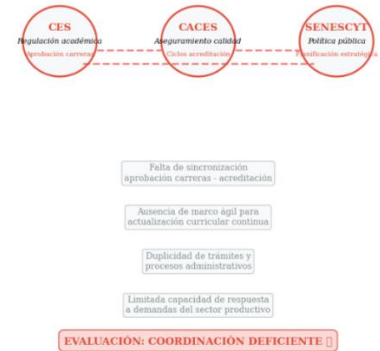 CES
Regulación académica
Aprobación carreras
CACES
Aseguramiento calidad
Ciclos acreditación
SENESCYT
Política pública
Planificación estratégica
Falta de sincronización
aprobación carreras - acreditación
Ausencia de marco ágil para
actualización curricular continua
Duplicidad de trámites y
procesos administrativos
Limitada capacidad de respuesta
a demandas del sector productivo
EVALUACIÓN: COORDINACIÓN DEFICIENTE